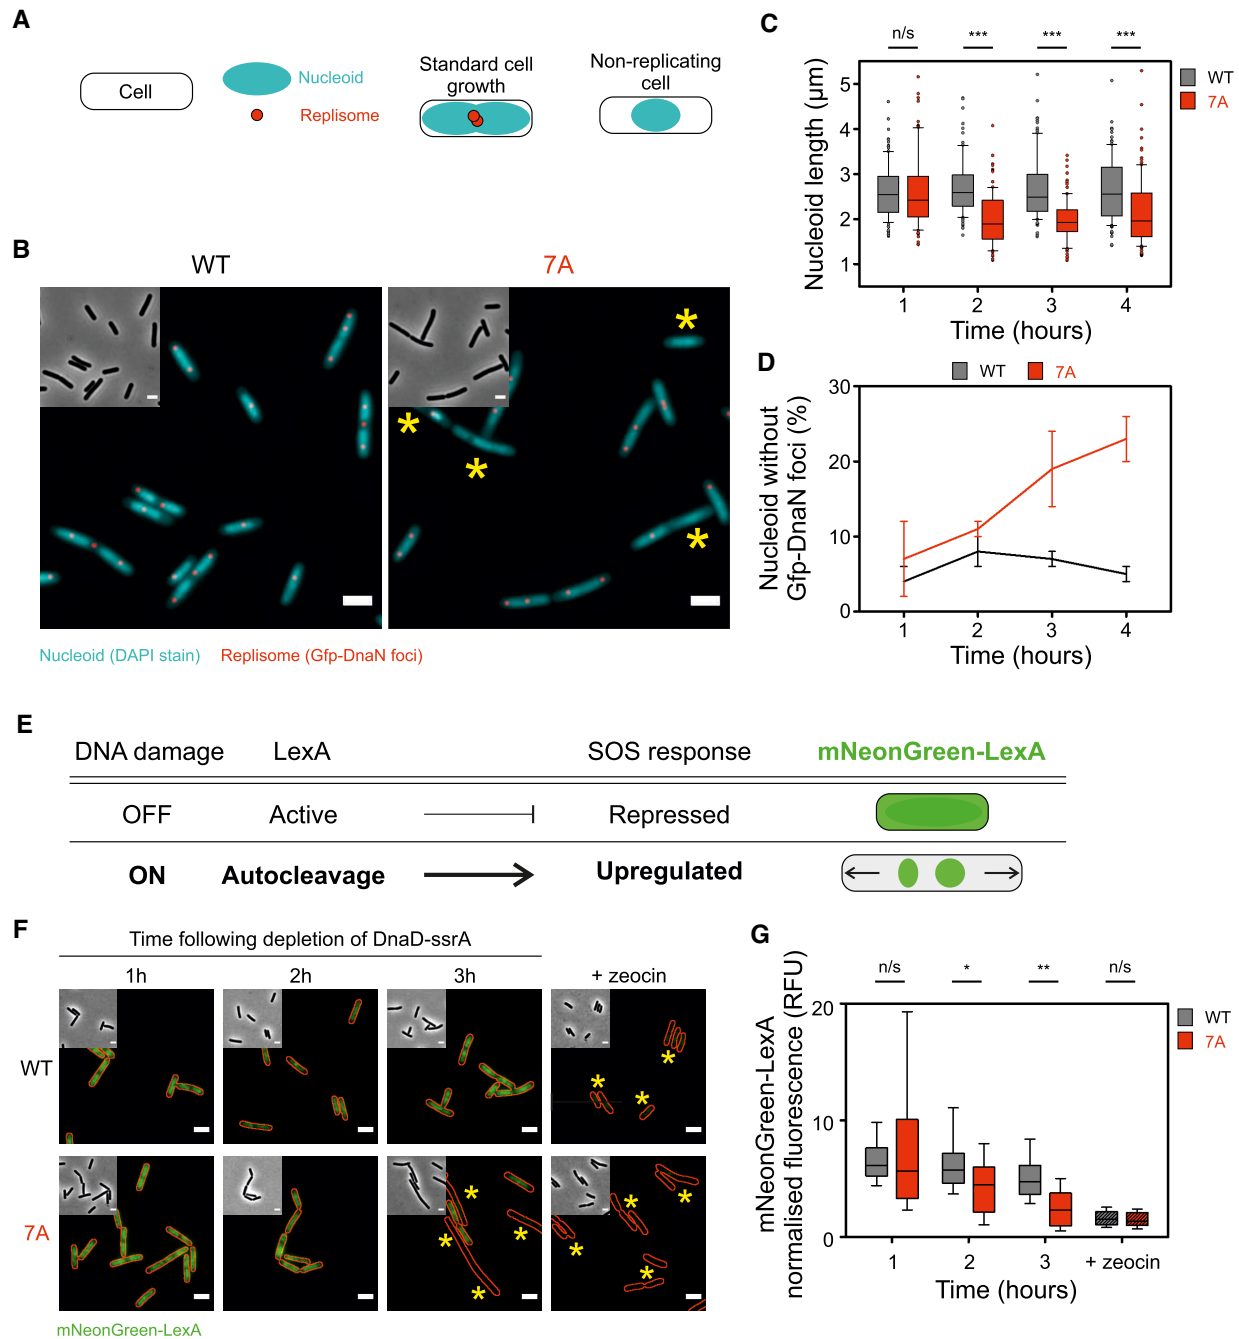 A
Cell
Nucleoid
Replisome
Standard cell
growth
Non-replicating
cell
B
WT
7A
*
*
*
*
Nucleoid (DAPI stain)
Replisome (Gfp-DnaN foci)
C
n/s
***
***
***
Nucleoid length (µm)
5
4
3
2
1
1
2
3
4
Time (hours)
WT
7A
D
WT
7A
Nucleoid without
Gfp-DnaN foci (%)
30
20
10
0
1
2
3
4
Time (hours)
E
DNA damage
LexA
SOS response
mNeonGreen-LexA
OFF
Active
Repressed
ON
Autocleavage
Upregulated
F
Time following depletion of DnaD-ssrA
1h
2h
3h
+ zeocin
WT
*
*
*
7A
*
*
*
*
*
*
*
*
mNeonGreen-LexA
G
n/s
*
**
n/s
mNeonGreen-LexA
normalised fluorescence (RFU)
20
10
0
1
2
3
+ zeocin
Time (hours)
WT
7A